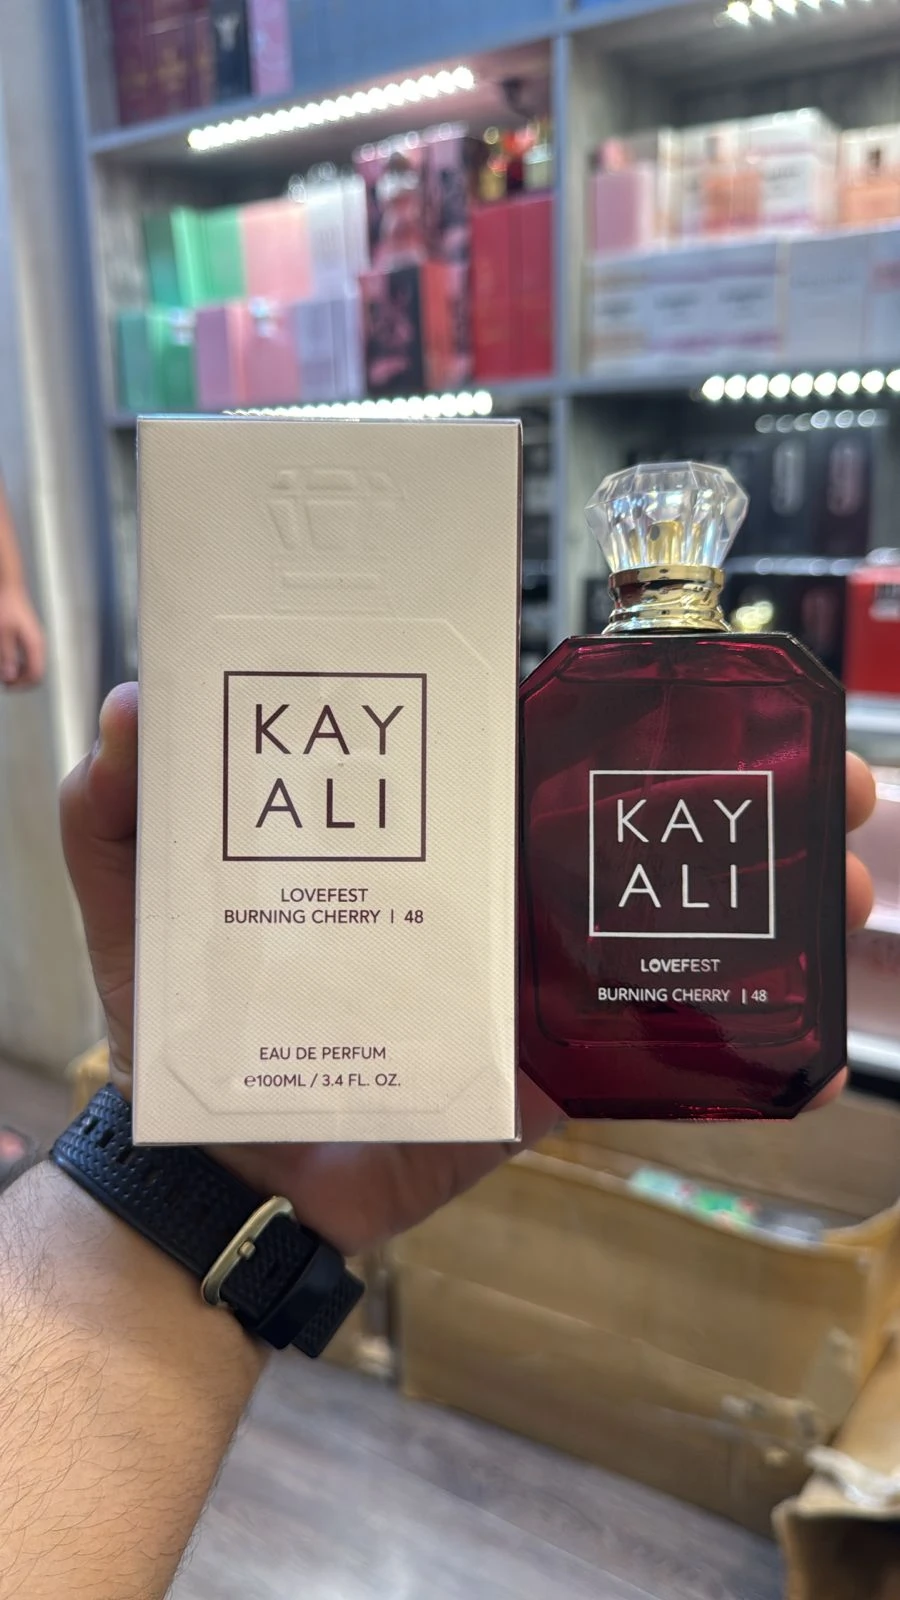 KAY
ALI
LOVEFEST
BURNING CHERRY | 48
EAU DE PERFUM
℮100ML / 3.4 FL. OZ.
KAY
ALI
LOVEFEST
BURNING CHERRY | 48